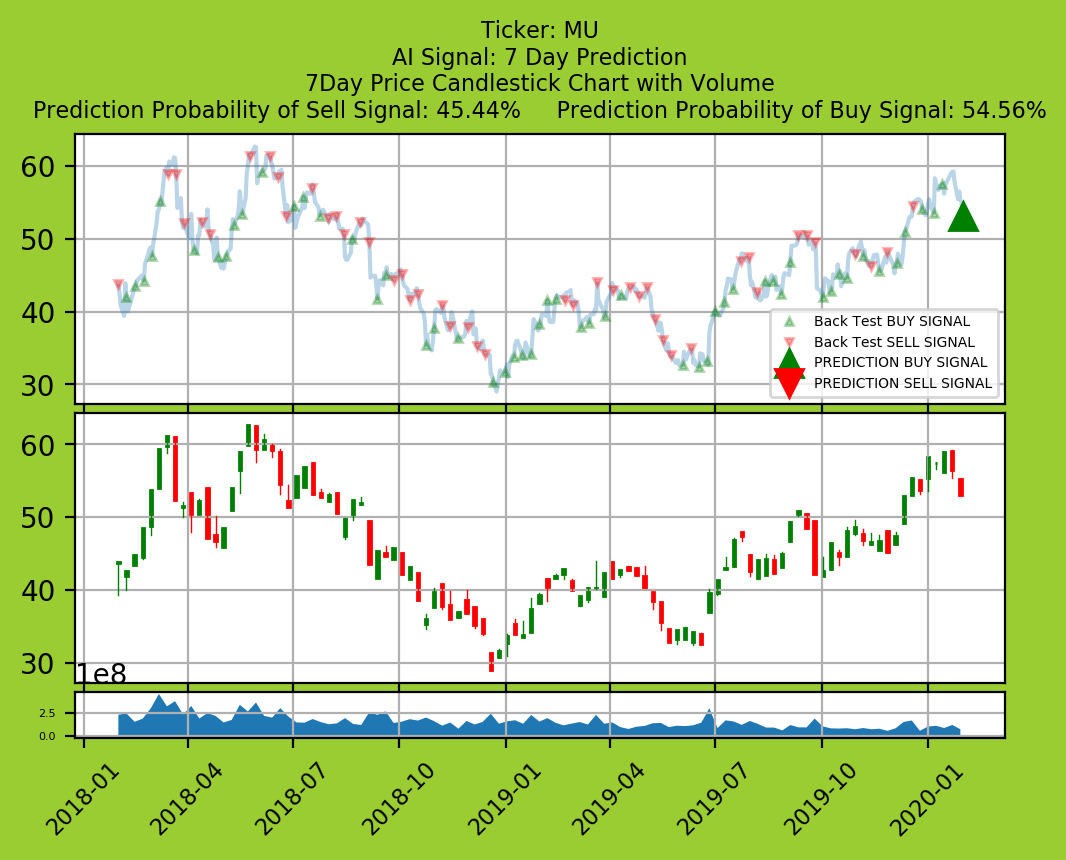 Ticker: MU
AI Signal: 7 Day Prediction
7Day Price Candlestick Chart with Volume
Prediction Probability of Sell Signal: 45.44% Prediction Probability of Buy Signal: 54.56%
60
50
40
30
Back Test BUY SIGNAL
Back Test SELL SIGNAL
PREDICTION BUY SIGNAL
PREDICTION SELL SIGNAL
60
50
40
30
1e8
2.5
0.0
2018-01
2018-04
2018-07
2018-10
2019-01
2019-04
2019-07
2019-10
2020-01